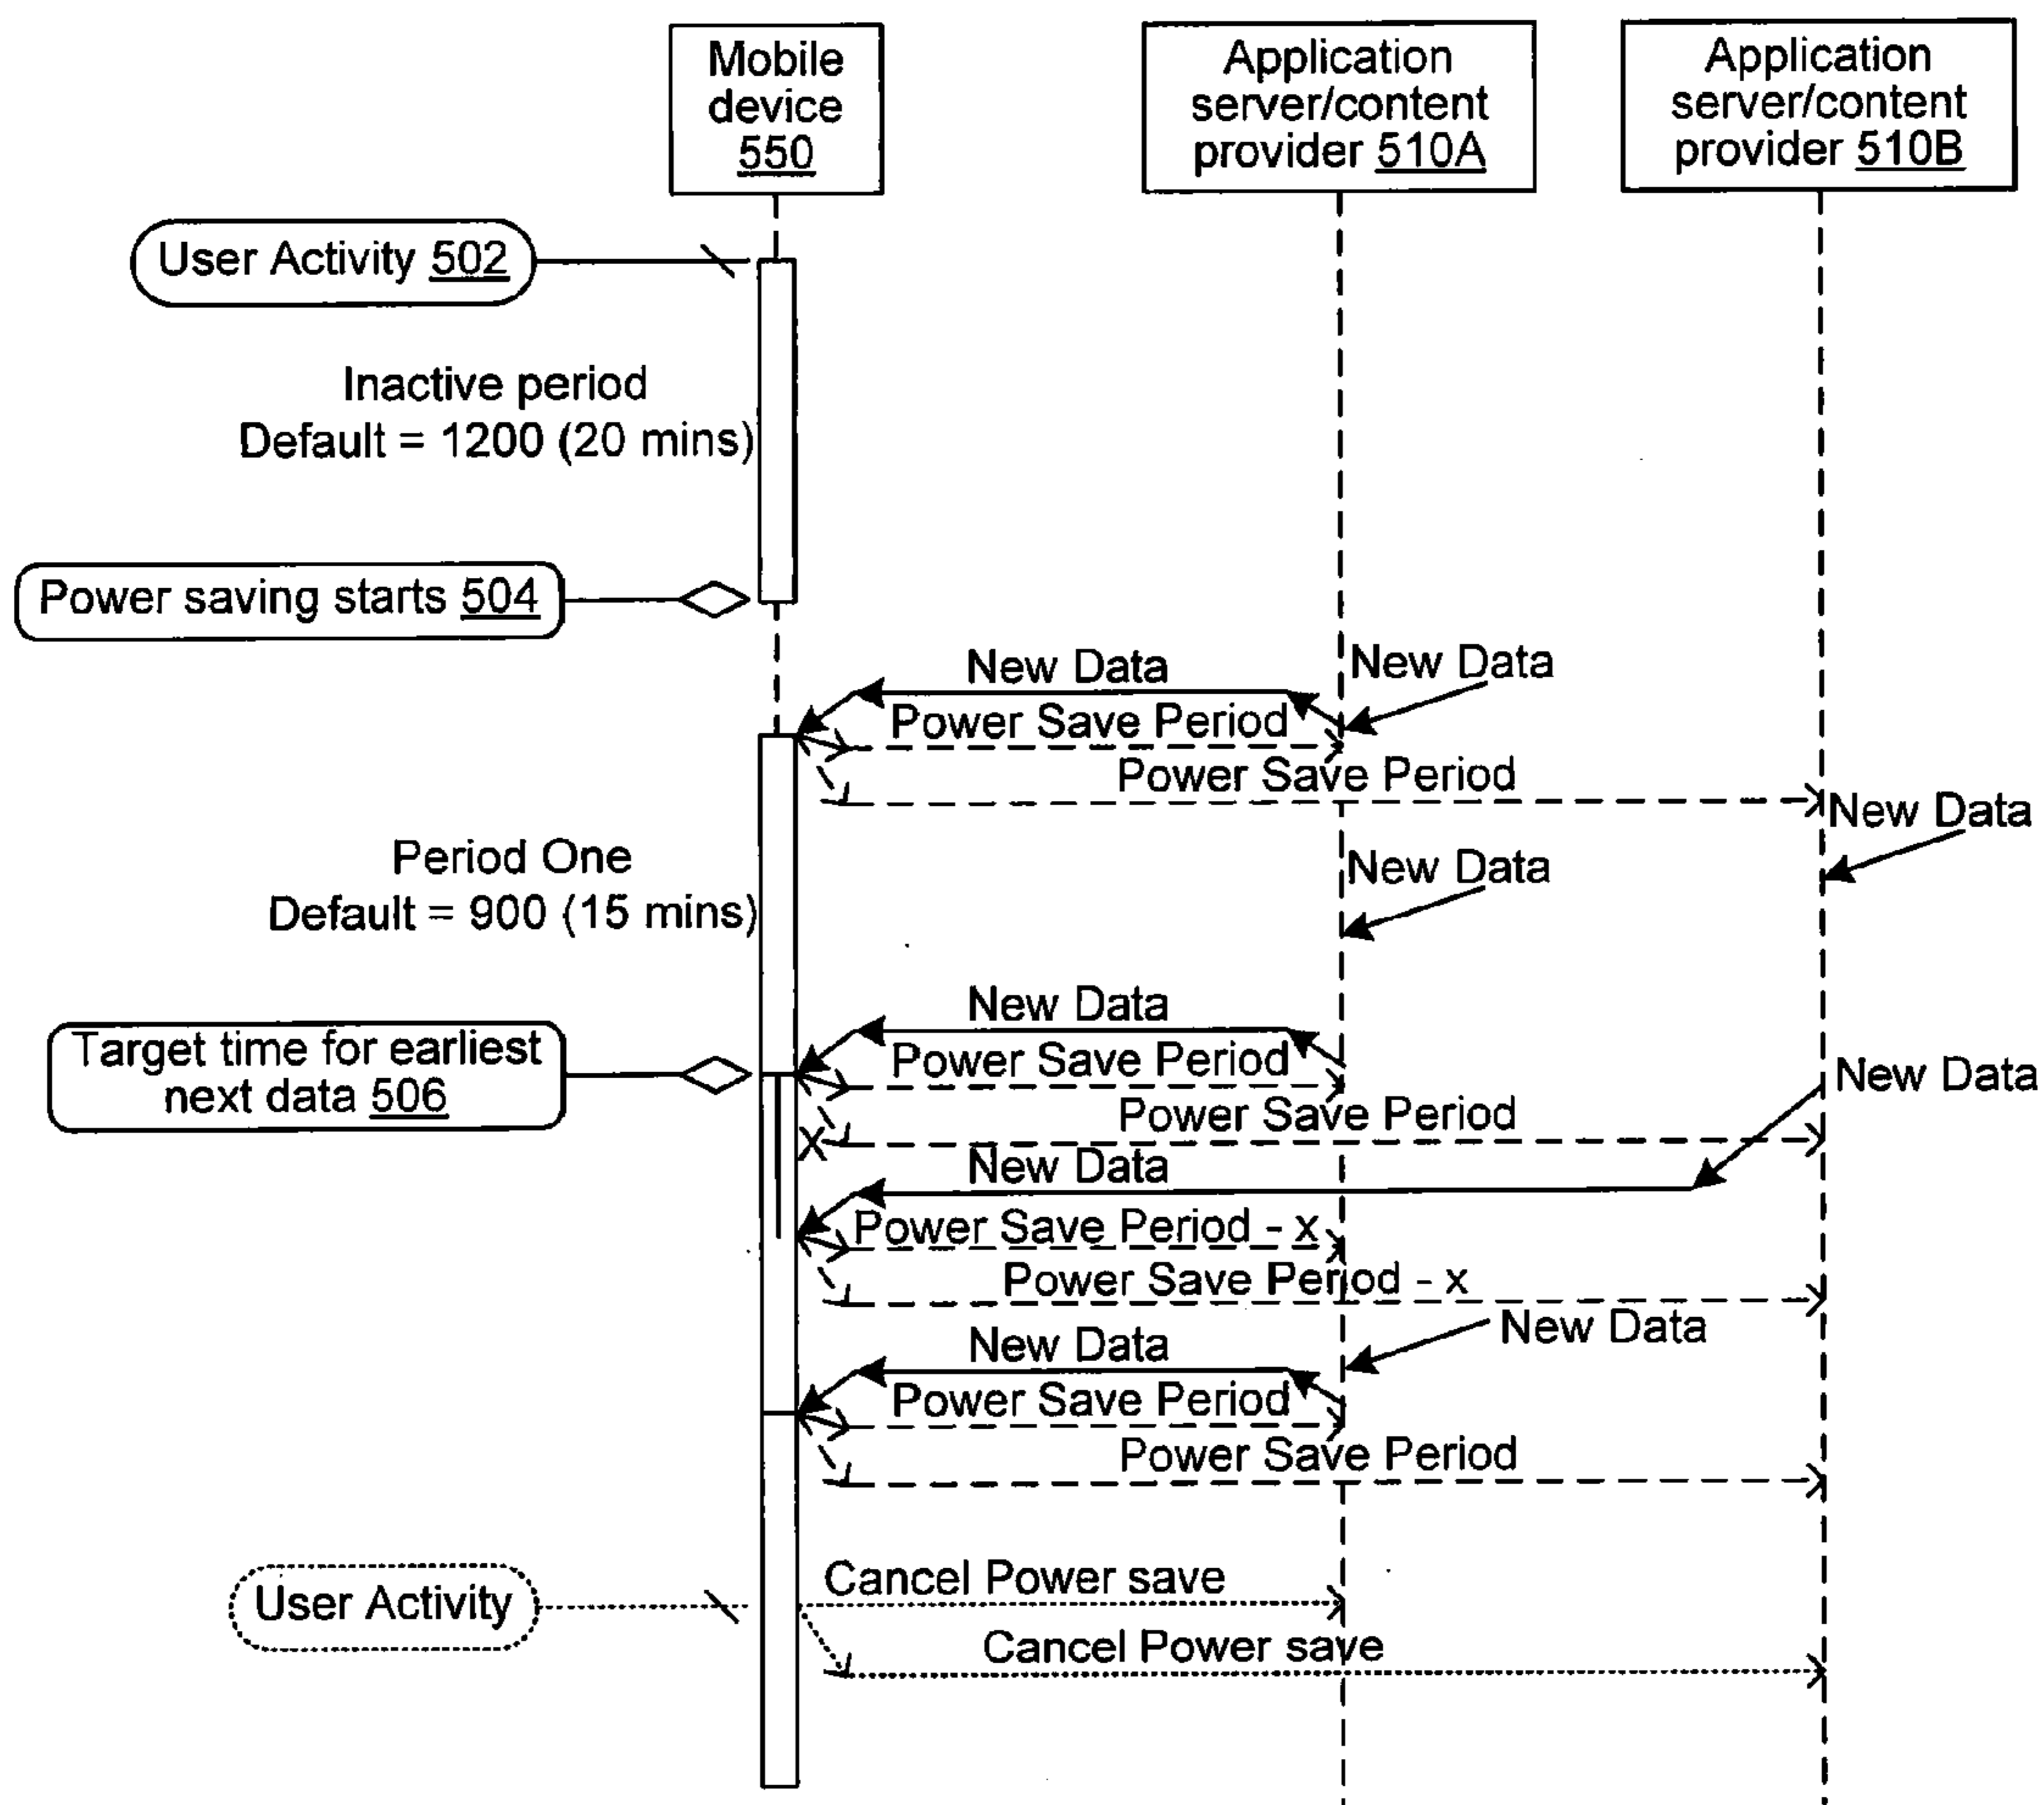 Mobile
device
550
Application
server/content
provider 510A
Application
server/content
provider 510B
User Activity 502
Inactive period
Default = 1200 (20 mins)
Power saving starts 504
New Data
New Data
Power Save Period
Power Save Period
New Data
Period One
Default = 900 (15 mins)
New Data
New Data
Target time for earliest
next data 506
Power Save Period
New Data
Power Save Period
X
New Data
Power Save Period - x
Power Save Period - x
New Data
New Data
Power Save Period
Power Save Period
User Activity
Cancel Power save
Cancel Power save